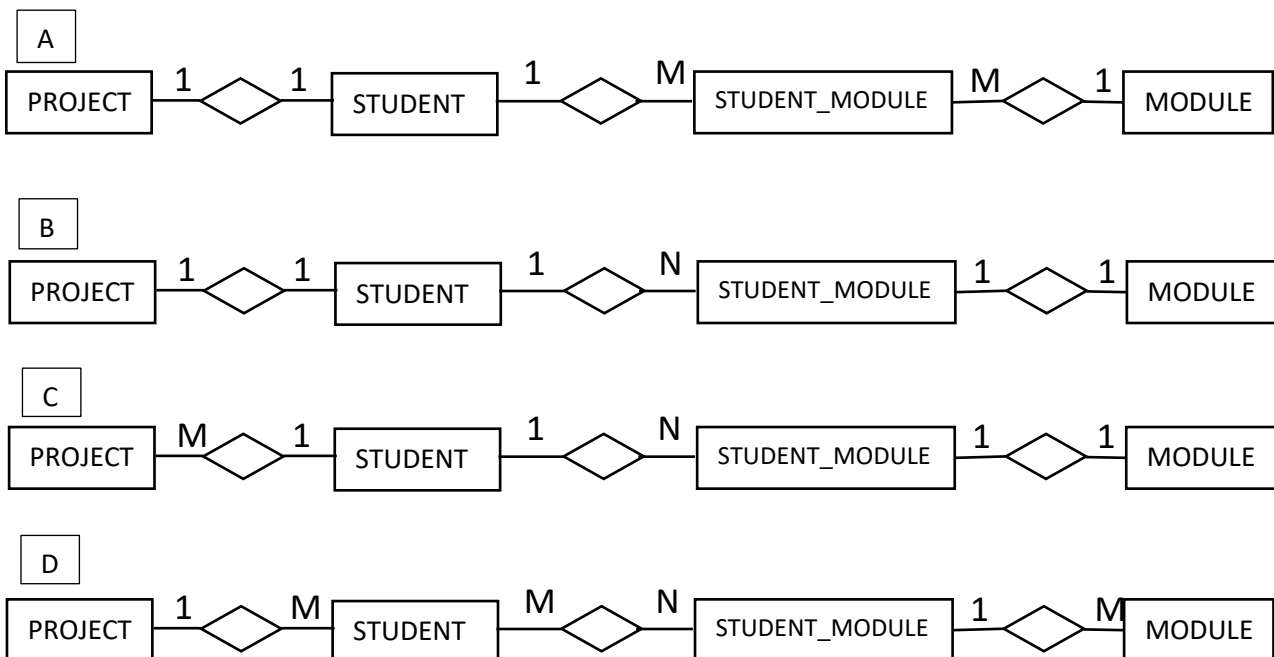 A
PROJECT 1 1 STUDENT 1 M STUDENT_MODULE M 1 MODULE
B
PROJECT 1 1 STUDENT 1 N STUDENT_MODULE 1 1 MODULE
C
PROJECT M 1 STUDENT 1 N STUDENT_MODULE 1 1 MODULE
D
PROJECT 1 M STUDENT M N STUDENT_MODULE 1 M MODULE